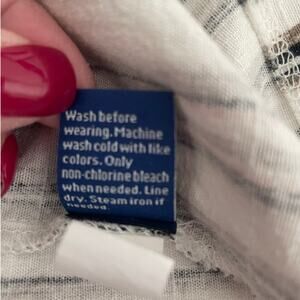 Wash before
wearing. Machine
wash cold with like
colors. Only
non-chlorine bleach
when needed. Line
dry. Steam iron if
needed.